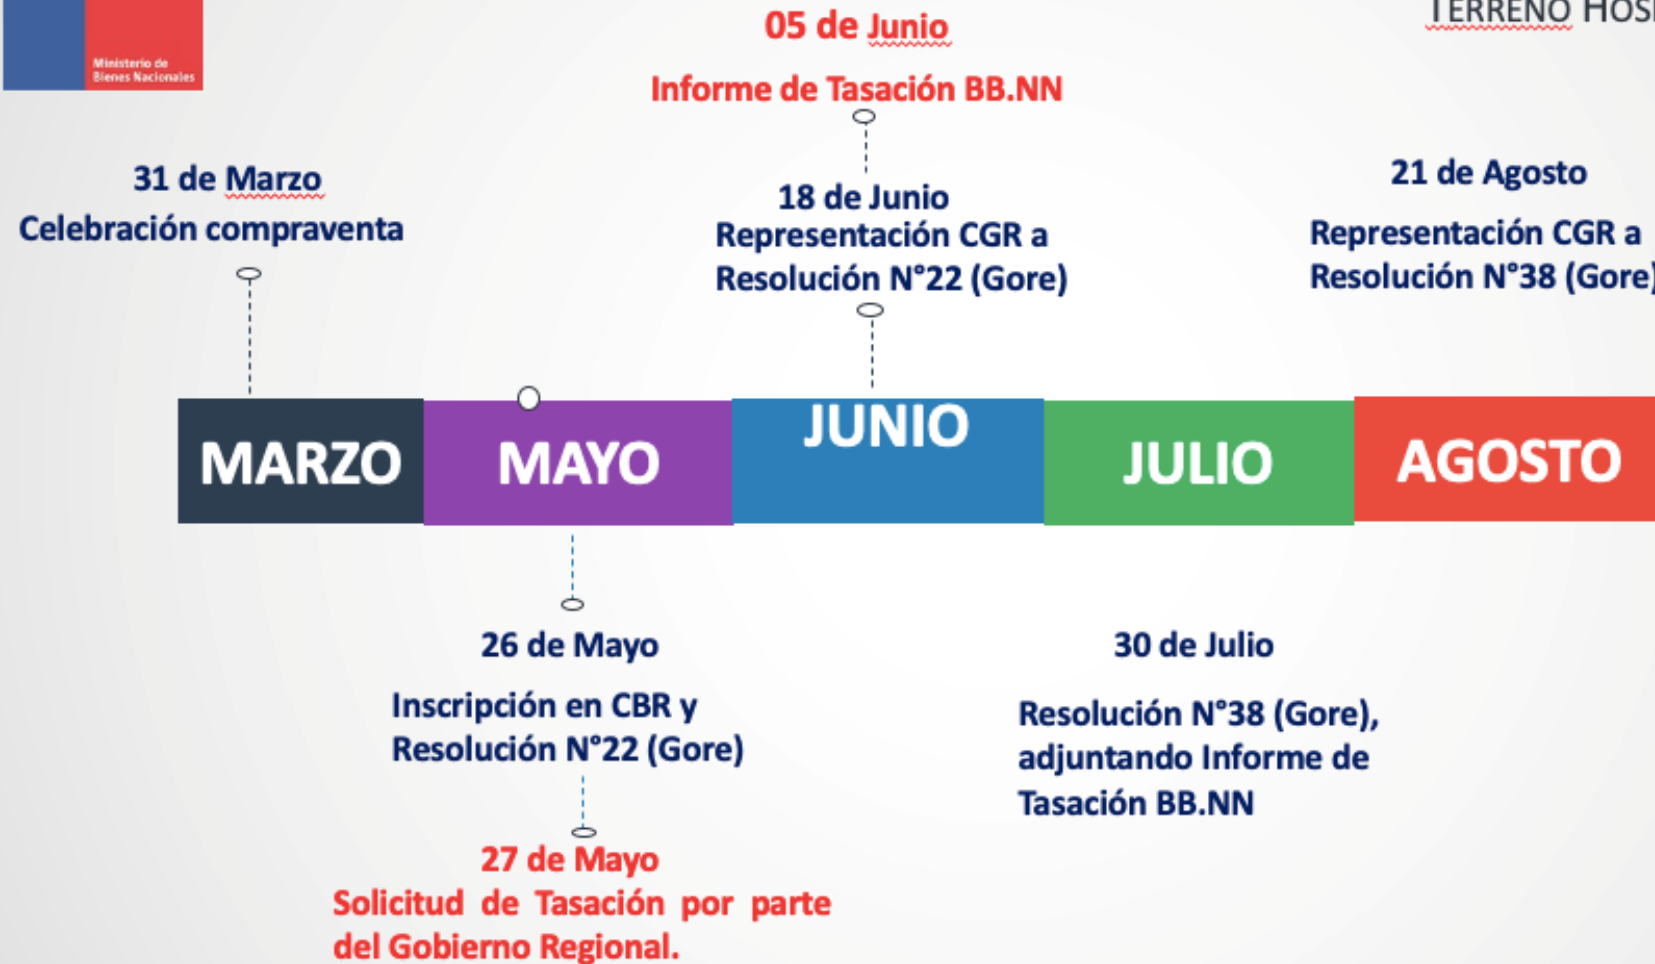 Ministerio de
Bienes Nacionales
TERRENO HOS
05 de Junio
Informe de Tasación BB.NN
31 de Marzo
Celebración compraventa
18 de Junio
Representación CGR a
Resolución N°22 (Gore)
21 de Agosto
Representación CGR a
Resolución N°38 (Gore)
MARZO
MAYO
JUNIO
JULIO
AGOSTO
26 de Mayo
Inscripción en CBR y
Resolución N°22 (Gore)
27 de Mayo
Solicitud de Tasación por parte
del Gobierno Regional.
30 de Julio
Resolución N°38 (Gore),
adjuntando Informe de
Tasación BB.NN